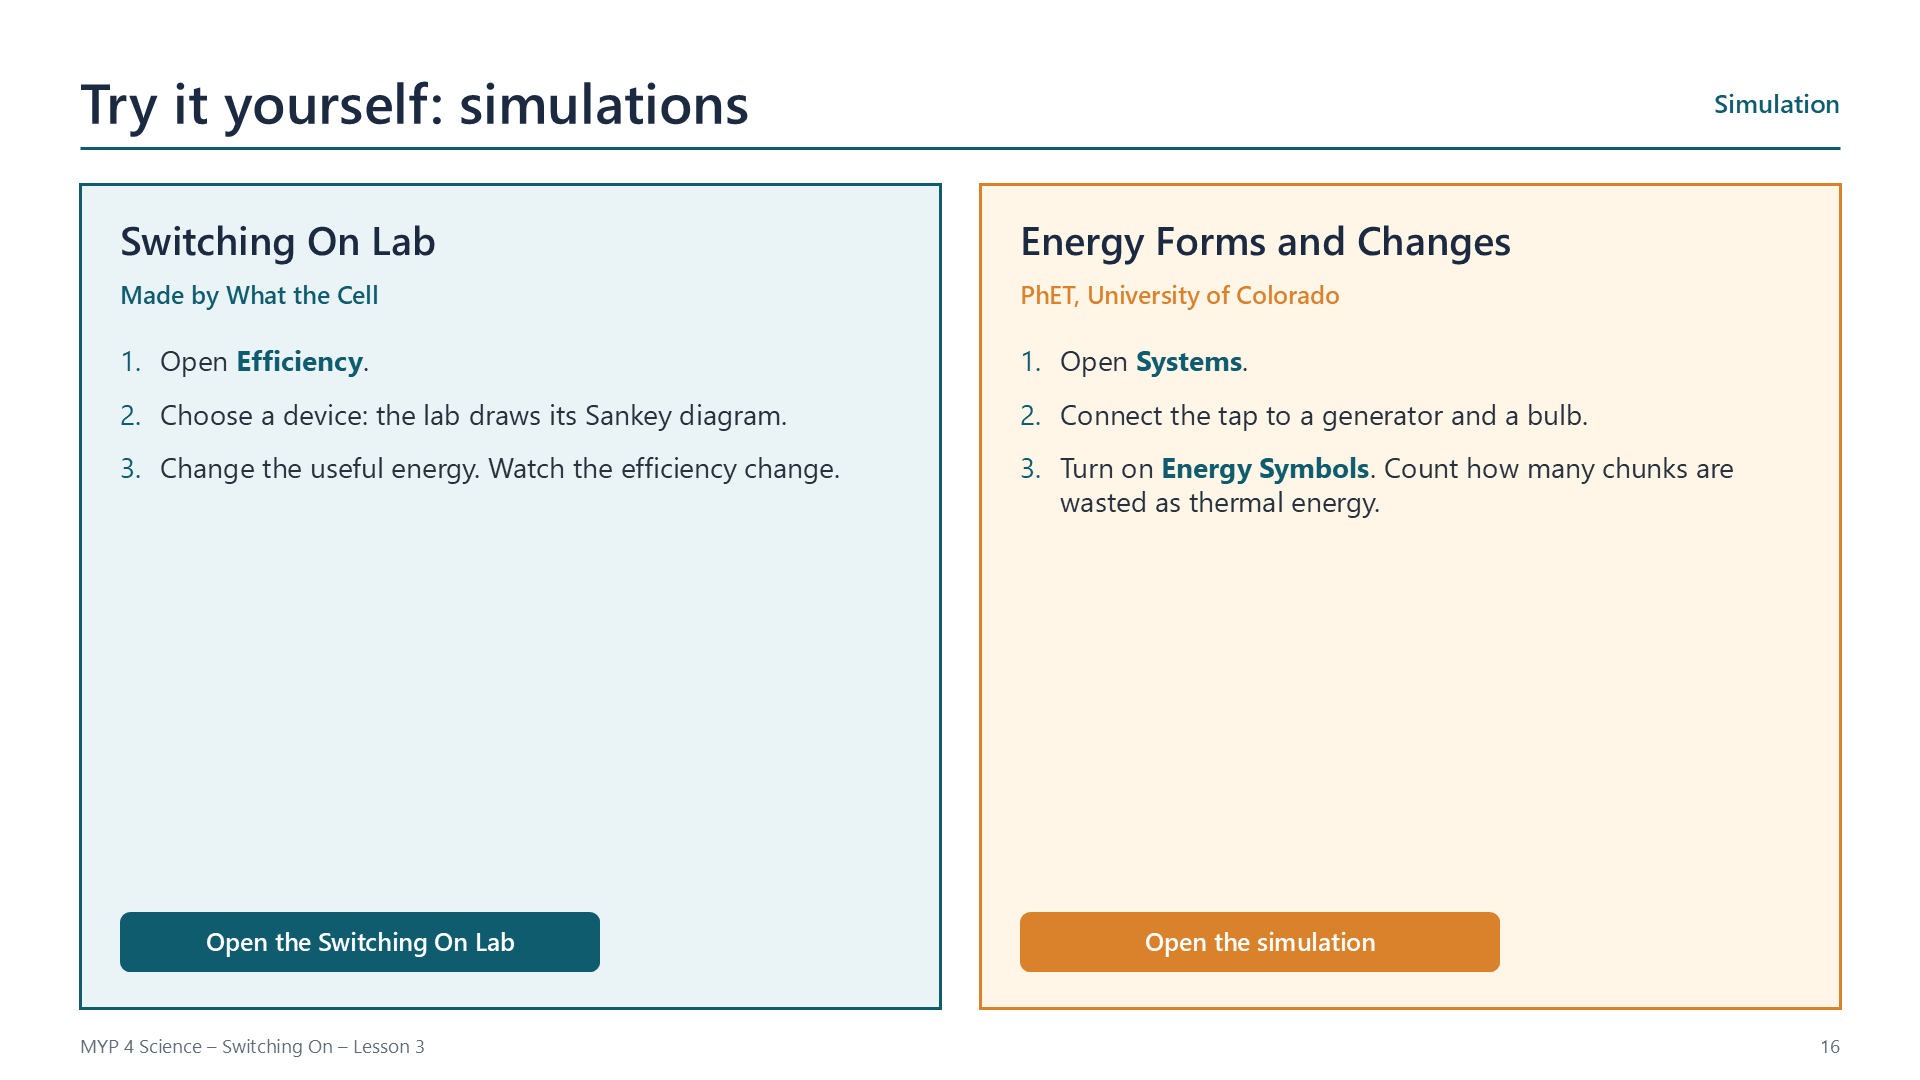 Try it yourself: simulations
Simulation
Switching On Lab
Made by What the Cell
1. Open Efficiency.
2. Choose a device: the lab draws its Sankey diagram.
3. Change the useful energy. Watch the efficiency change.
Open the Switching On Lab
Energy Forms and Changes
PhET, University of Colorado
1. Open Systems.
2. Connect the tap to a generator and a bulb.
3. Turn on Energy Symbols. Count how many chunks are
wasted as thermal energy.
Open the simulation
MYP 4 Science – Switching On – Lesson 3
16